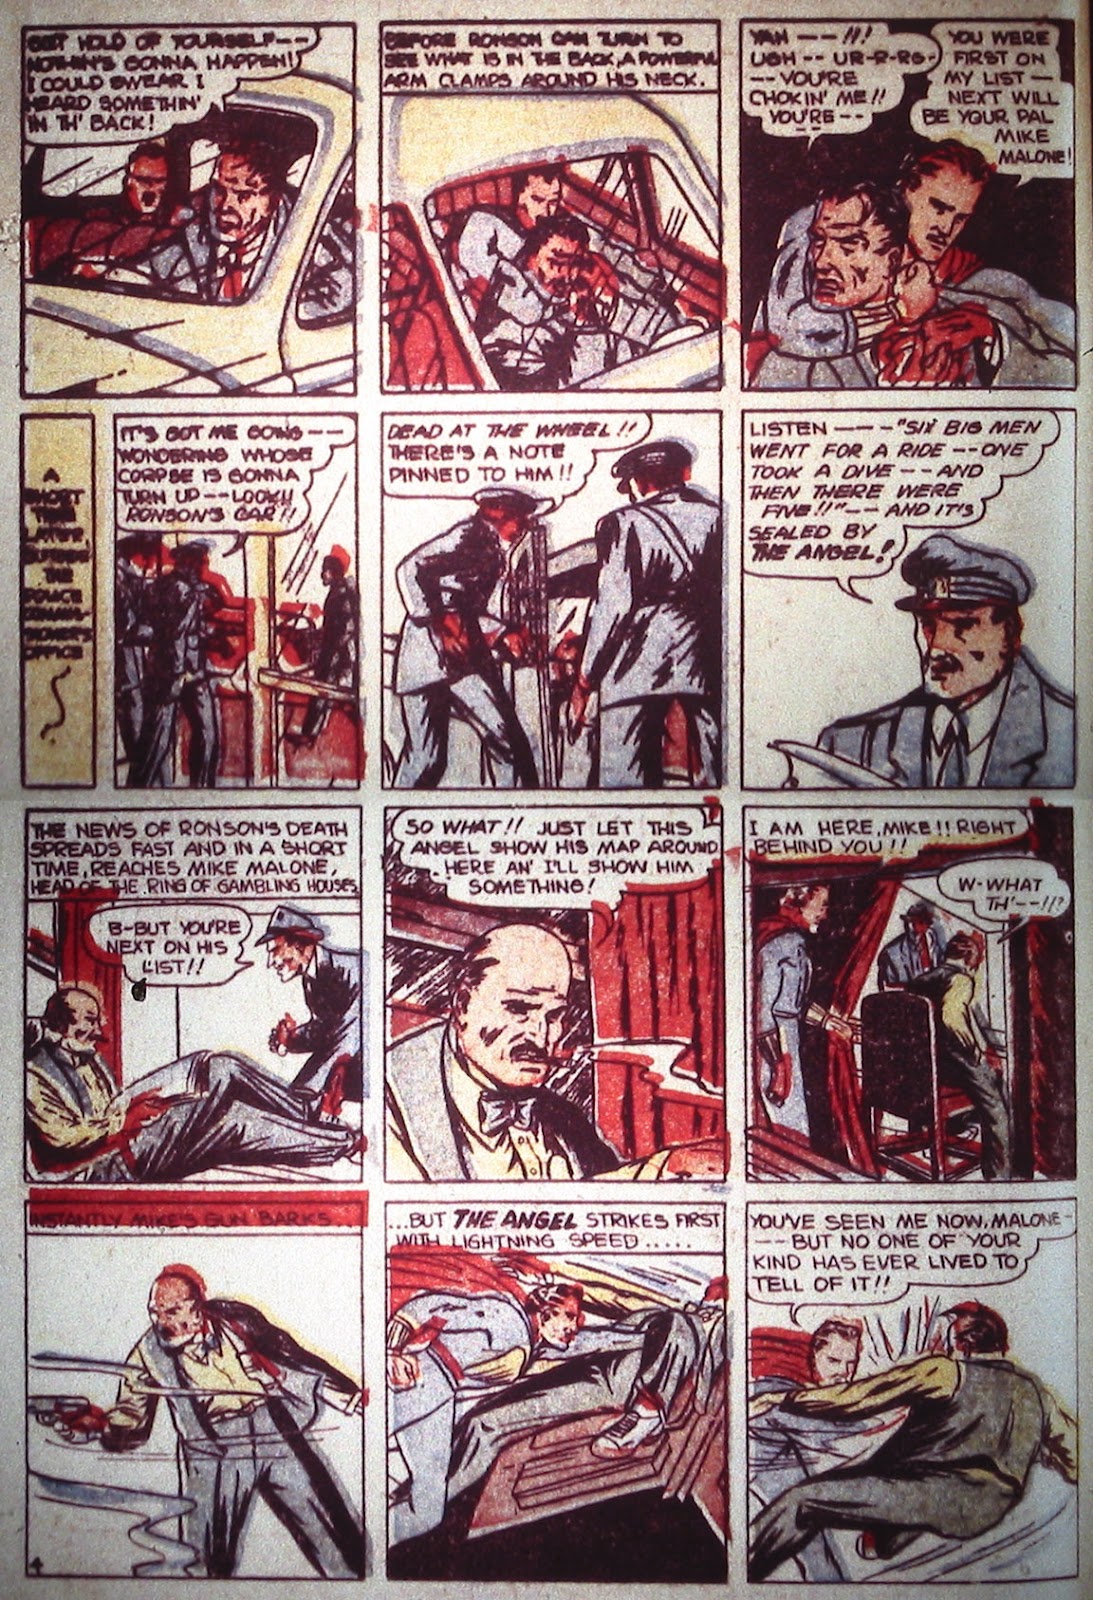 GET HOLD OF YOURSELF --
NOTHIN'S GONNA HAPPEN!
I COULD SWEAR I
HEARD SOMETHIN'
IN TH' BACK!
BEFORE RONSON CAN TURN TO
SEE WHAT IS IN THE BACK, A POWERFUL
ARM CLAMPS AROUND HIS NECK.
YAH -- !!!
UGH -- UR-R-RG-
-- YOU'RE
CHOKIN' ME!!
YOU'RE --
--
YOU WERE
FIRST ON
MY LIST --
NEXT WILL
BE YOUR PAL
MIKE
MALONE!
A
SHORT
TIME
LATER,
OUTSIDE
THE
POLICE
COMMIS-
SIONER'S
OFFICE
IT'S GOT ME GOING --
WONDERING WHOSE
CORPSE IS GONNA
TURN UP -- LOOK!!
RONSON'S CAR!!
DEAD AT THE WHEEL!!
THERE'S A NOTE
PINNED TO HIM!!
LISTEN --- "SIX BIG MEN
WENT FOR A RIDE -- ONE
TOOK A DIVE -- AND
THEN THERE WERE
FIVE!!" -- AND IT'S
SEALED BY
THE ANGEL!
THE NEWS OF RONSON'S DEATH
SPREADS FAST AND IN A SHORT
TIME, REACHES MIKE MALONE,
HEAD OF THE RING OF GAMBLING HOUSES
B-BUT YOU'RE
NEXT ON HIS
LIST!!
SO WHAT!! JUST LET THIS
ANGEL SHOW HIS MAP AROUND
HERE AN' I'LL SHOW HIM
SOMETHING!
I AM HERE, MIKE!! RIGHT
BEHIND YOU!!
W-WHAT
TH'--!!?
INSTANTLY MIKE'S GUN BARKS...
...BUT THE ANGEL STRIKES FIRST
WITH LIGHTNING SPEED.....
YOU'VE SEEN ME NOW, MALONE -
-- BUT NO ONE OF YOUR
KIND HAS EVER LIVED TO
TELL OF IT!!
4